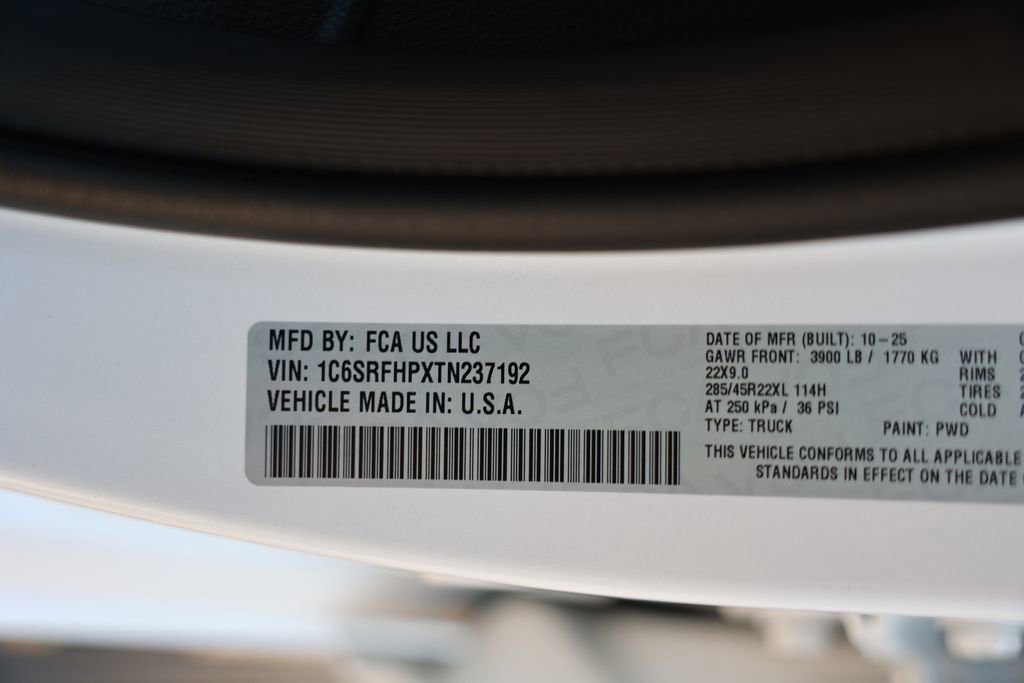 MFD BY: FCA US LLC
VIN: 1C6SRFHPXTN237192
VEHICLE MADE IN: U.S.A.
DATE OF MFR (BUILT): 10-25
GAWR FRONT: 3900 LB / 1770 KG WITH
22X9.0 RIMS
285/45R22XL 114H TIRES
AT 250 kPa / 36 PSI COLD
TYPE: TRUCK PAINT: PWD
THIS VEHICLE CONFORMS TO ALL APPLICABLE
STANDARDS IN EFFECT ON THE DATE